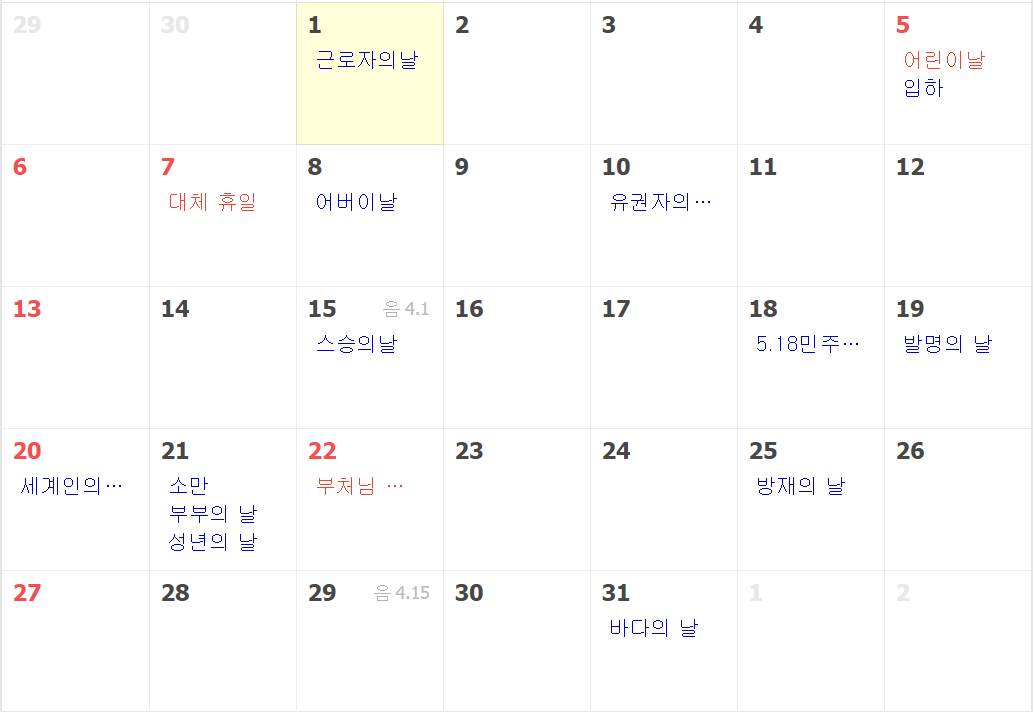 29 30 1 2 3 4 5
근로자의날 어린이날
입하
6 7 8 9 10 11 12
대체 휴일 어버이날 유권자의…
13 14 15 음 4.1 16 17 18 19
스승의날 5.18민주… 발명의 날
20 21 22 23 24 25 26
세계인의… 소만 부처님 … 방재의 날
부부의 날
성년의 날
27 28 29 음 4.15 30 31 1 2
바다의 날